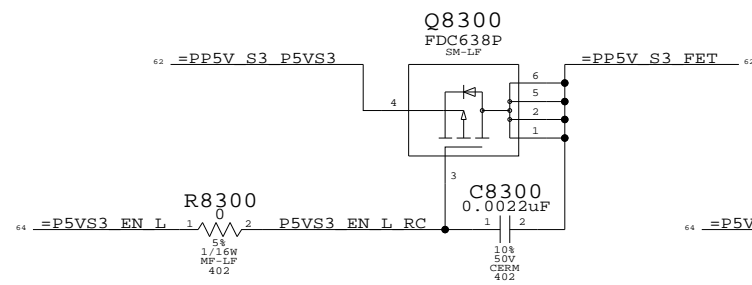 Q8300
FDC638P
SM-LF
62 =PP5V_S3_P5VS3
=PP5V_S3_FET 62
6
5
4
2
1
3
R8300
0
C8300
0.0022uF
64 =P5VS3_EN_L 1 2 P5VS3_EN_L_RC 1 2
64 =P5V
5%
1/16W
MF-LF
402
10%
50V
CERM
402